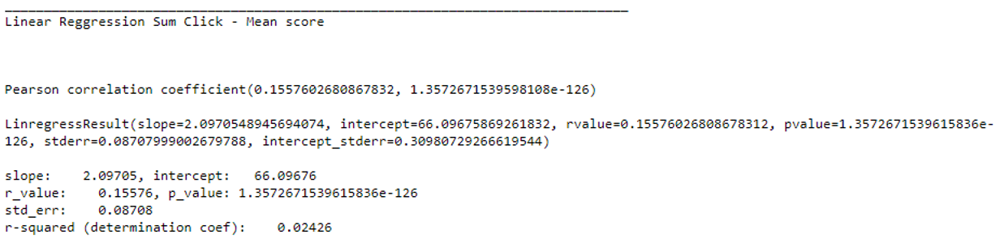 Linear Reggression Sum Click - Mean score
Pearson correlation coefficient(0.1557602680867832, 1.3572671539598108e-126)
LinregressResult(slope=2.0970548945694074, intercept=66.09675869261832, rvalue=0.15576026808678312, pvalue=1.3572671539615836e-
126, stderr=0.08707999002679788, intercept_stderr=0.30980729266619544)
slope:    2.09705, intercept:   66.09676
r_value:    0.15576, p_value: 1.3572671539615836e-126
std_err:    0.08708
r-squared (determination coef):    0.02426